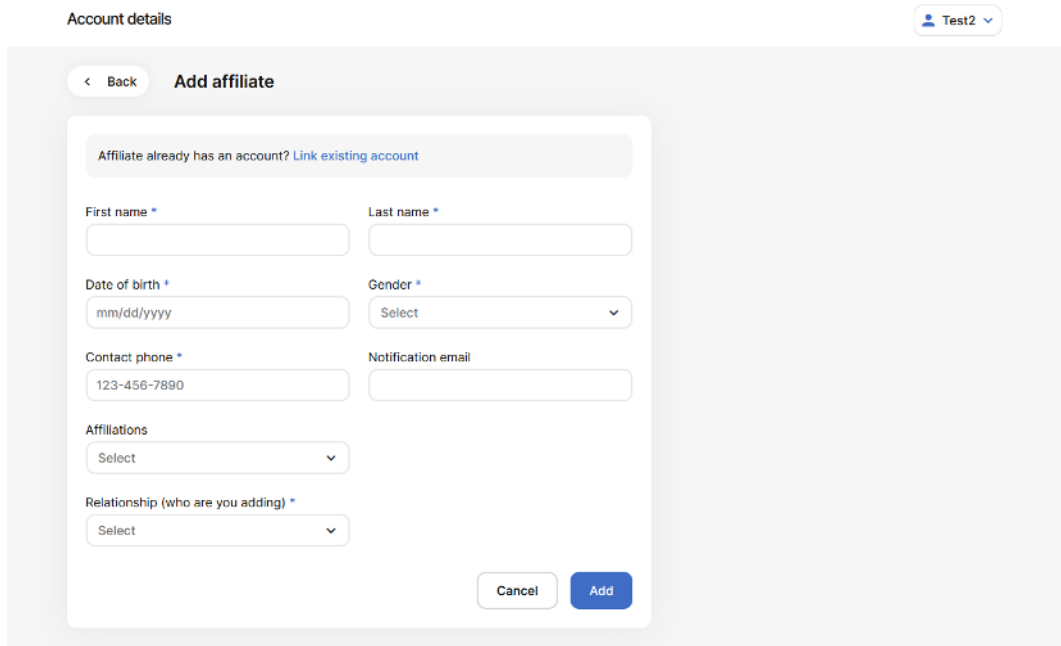 Account details
Test2
Back
Add affiliate
Affiliate already has an account? Link existing account
First name * Last name *
Date of birth * Gender *
mm/dd/yyyy Select
Contact phone * Notification email
123-456-7890
Affiliations
Select
Relationship (who are you adding) *
Select
Cancel Add